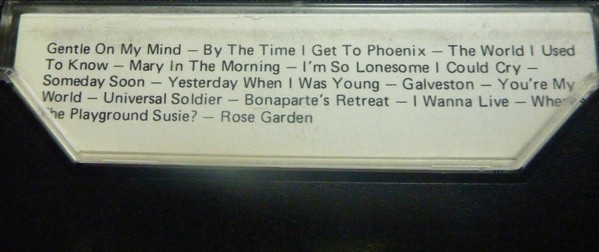 Gentle On My Mind — By The Time I Get To Phoenix — The World I Used
To Know — Mary In The Morning — I'm So Lonesome I Could Cry —
Someday Soon — Yesterday When I Was Young — Galveston — You're My
World — Universal Soldier — Bonaparte's Retreat — I Wanna Live — Where's
The Playground Susie? — Rose Garden